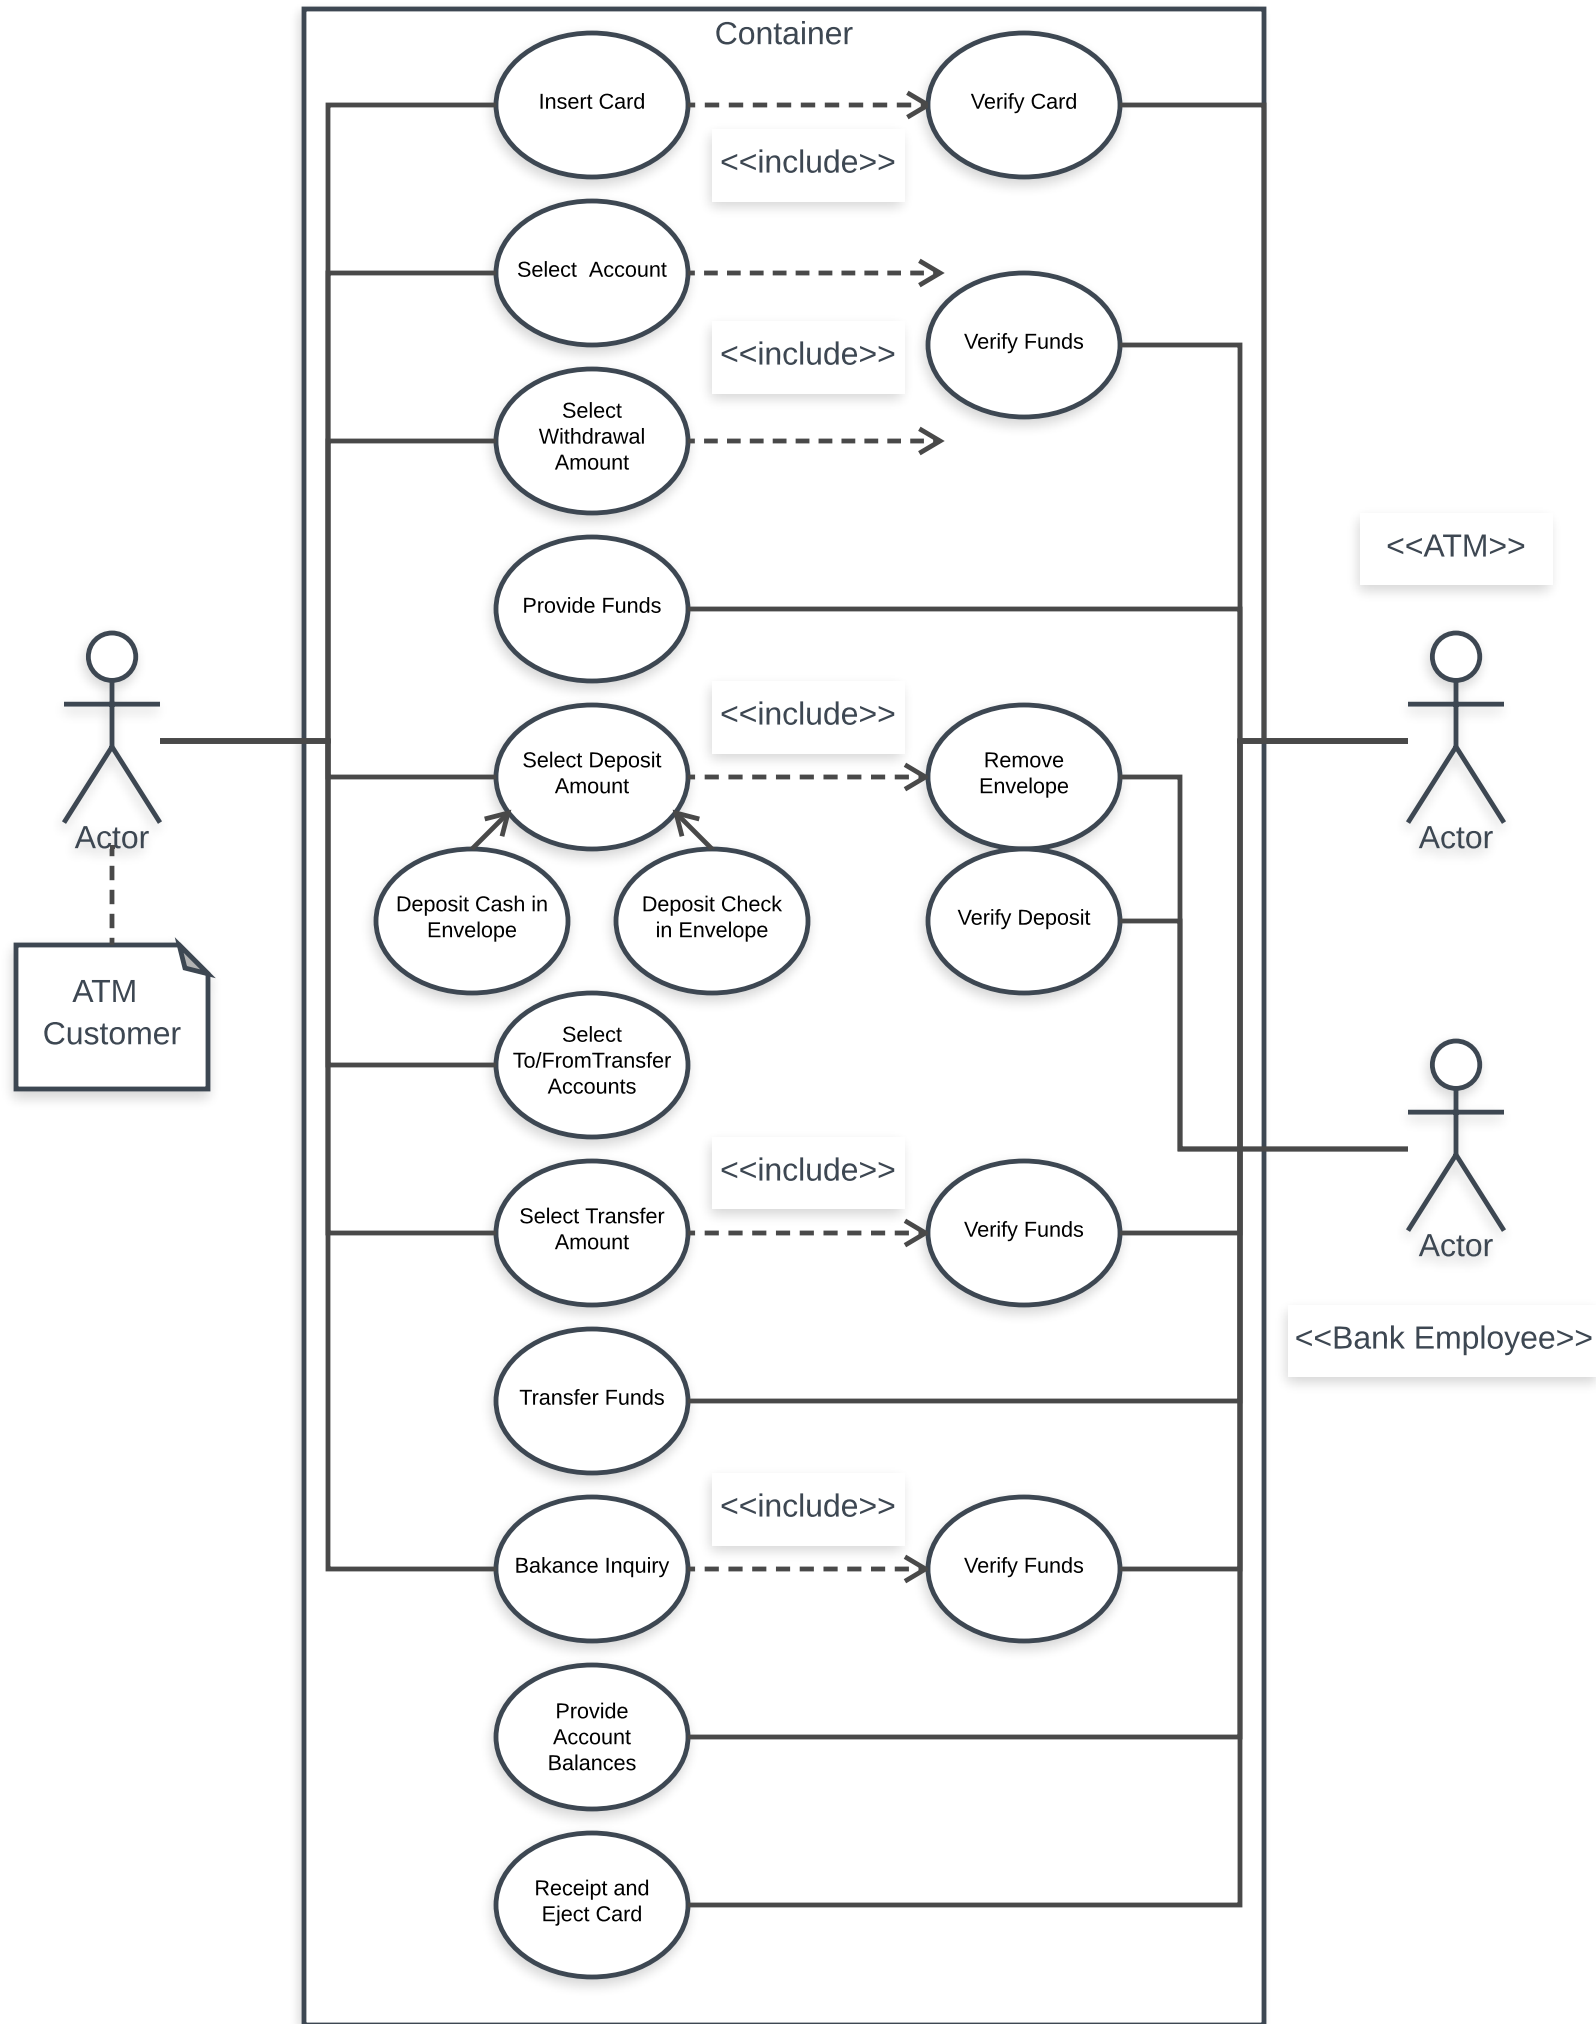 Container
Insert Card
Verify Card
<<include>>
Select  Account
Verify Funds
<<include>>
Select
Withdrawal
Amount
<<ATM>>
Provide Funds
<<include>>
Select Deposit
Amount
Remove
Envelope
Actor
Actor
Deposit Cash in
Envelope
Deposit Check
in Envelope
Verify Deposit
ATM
Customer
Select
To/FromTransfer
Accounts
<<include>>
Select Transfer
Amount
Verify Funds
Actor
<<Bank Employee>>
Transfer Funds
<<include>>
Bakance Inquiry
Verify Funds
Provide
Account
Balances
Receipt and
Eject Card